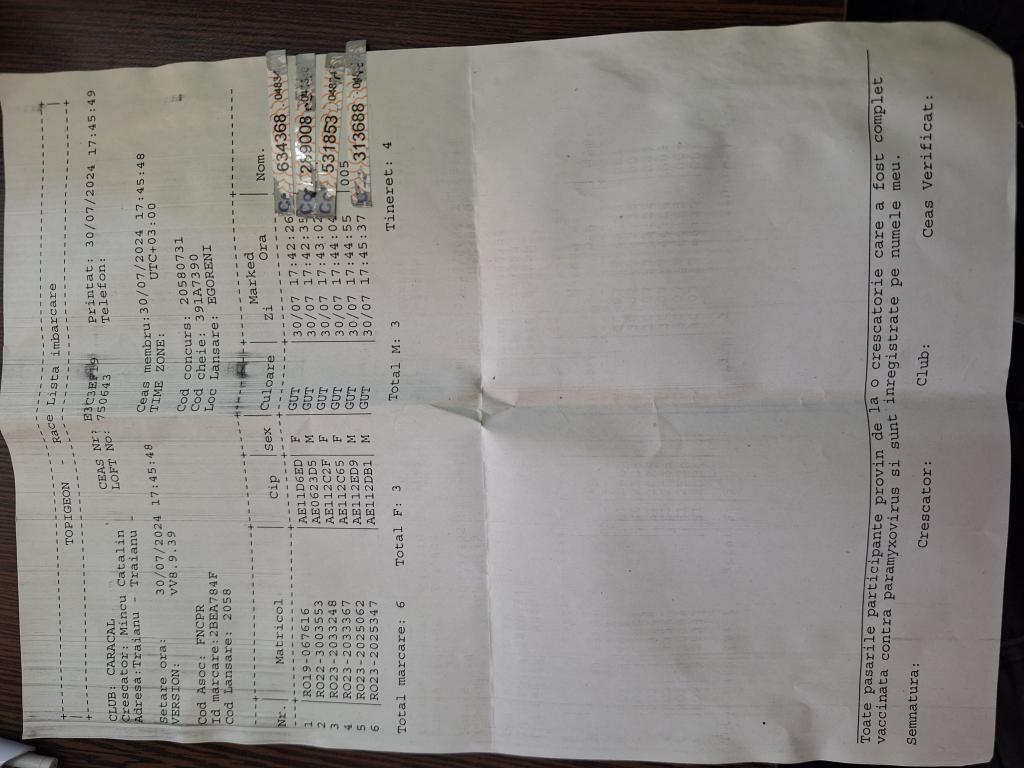 TOPIGEON - Race Lista imbarcare
CLUB: CARACAL CEAS Nr: Printat: 30/07/2024 17:45:49
Crescator: Mincu Catalin LOFT No: 750643 Telefon:
Adresa:Traianu - Traianu -
Ceas membru:30/07/2024 17:45:48
Setare ora: 30/07/2024 17:45:48 TIME ZONE: UTC+03.00
VERSION: vV8.9.39
Cod concurs: 20580731
Cod Asoc: FNCPR Cod cheie: 391A7390
Id marcare:2BEA784F Loc Lansare: EGORENI
Cod Lansare: 2058
Marked
Nr. | Matricol | Cip |sex |Culoare | Zi Ora | Nom.
1 |RO19-067616 |AE11D6ED| F |GUT |30/07 17:42:26 634368
2 |RO22-3003553 |AE0623D5| M |GUT |30/07 17:42:35
3 |RO23-2033248 |AE112C2F| F |GUT |30/07 17:43:02 531853
4 |RO23-2033367 |AE112C65| F |GUT |30/07 17:44:02 |005
5 |RO23-2025062 |AE112ED9| M |GUT |30/07 17:44:55 313688
6 |RO23-2025347 |AE112DB1| M |GUT |30/07 17:45:37
Total marcare: 6 Total F: 3 Total M: 3 Tineret: 4
Toate pasarile participante provin de la o crescatorie care a fost complet
vaccinata contra paramyxovirus si sunt inregistrate pe numele meu.
Semnatura: Crescator: Club: Ceas Verificat: